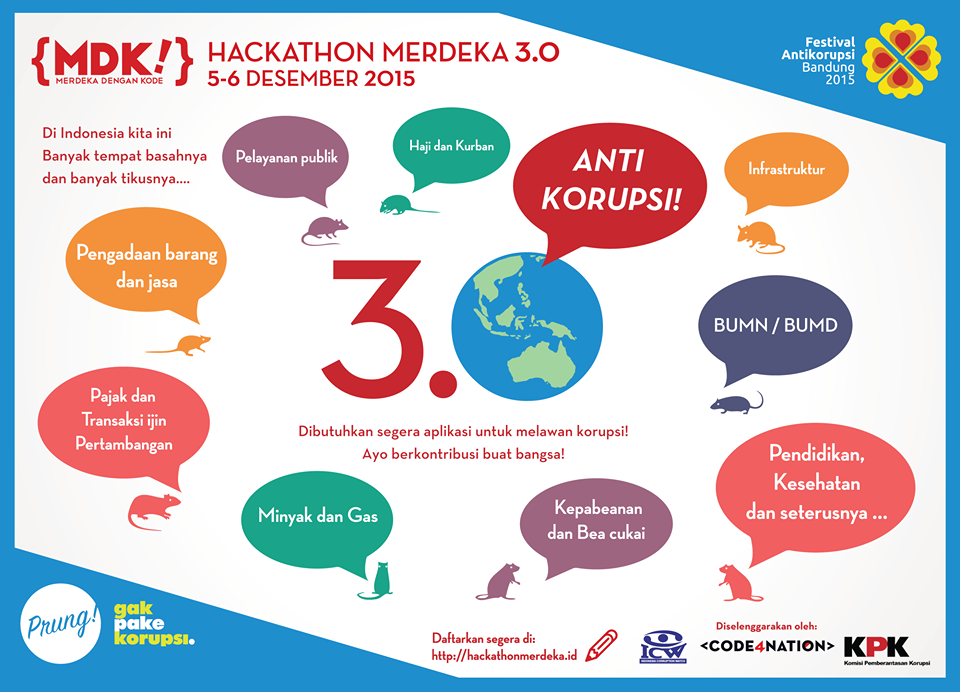 {MDK!}
MERDEKA DENGAN KODE
HACKATHON MERDEKA 3.0
5-6 DESEMBER 2015
Festival
Antikorupsi
Bandung
2015
Di Indonesia kita ini
Banyak tempat basahnya
dan banyak tikusnya....
Pelayanan publik
Haji dan Kurban
ANTI
KORUPSI!
Infrastruktur
Pengadaan barang
dan jasa
3.0
BUMN / BUMD
Pajak dan
Transaksi ijin
Pertambangan
Dibutuhkan segera aplikasi untuk melawan korupsi!
Ayo berkontribusi buat bangsa!
Minyak dan Gas
Kepabeanan
dan Bea cukai
Pendidikan,
Kesehatan
dan seterusnya ...
Prung!
gak
pake
korupsi.
Daftarkan segera di:
http://hackathonmerdeka.id
ICW
INDONESIA CORRUPTION WATCH
Diselenggarakan oleh:
<CODE4NATION>
KPK
Komisi Pemberantasan Korupsi